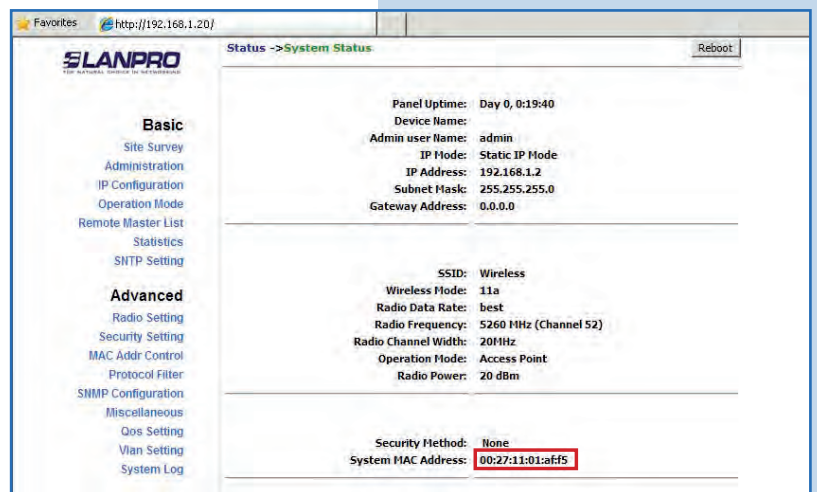 Favorites
http://192.168.1.20/
LANPRO
THE NATURAL CHOICE IN NETWORKING
Status ->System Status
Reboot
Basic
Site Survey
Administration
IP Configuration
Operation Mode
Remote Master List
Statistics
SNTP Setting
Advanced
Radio Setting
Security Setting
MAC Addr Control
Protocol Filter
SNMP Configuration
Miscellaneous
Qos Setting
Vlan Setting
System Log
Panel Uptime: Day 0, 0:19:40
Device Name:
Admin user Name: admin
IP Mode: Static IP Mode
IP Address: 192.168.1.2
Subnet Mask: 255.255.255.0
Gateway Address: 0.0.0.0
SSID: Wireless
Wireless Mode: 11a
Radio Data Rate: best
Radio Frequency: 5260 MHz (Channel 52)
Radio Channel Width: 20MHz
Operation Mode: Access Point
Radio Power: 20 dBm
Security Method: None
System MAC Address: 00:27:11:01:af:f5